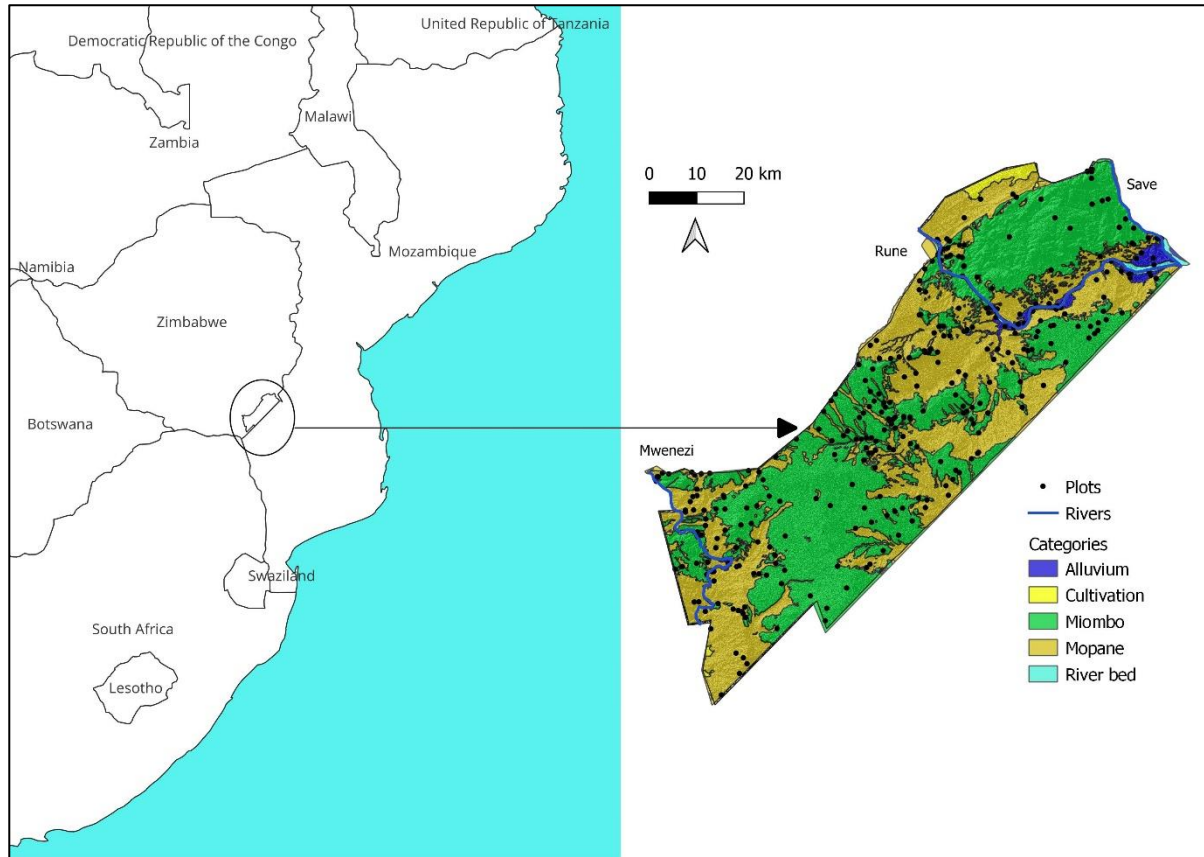 United Republic of Tanzania
Democratic Republic of the Congo
Malawi
Zambia
Mozambique
Namibia
Zimbabwe
Botswana
Swaziland
South Africa
Lesotho
0 10 20 km
Save
Rune
Mwenezi
Plots
Rivers
Categories
Alluvium
Cultivation
Miombo
Mopane
River bed